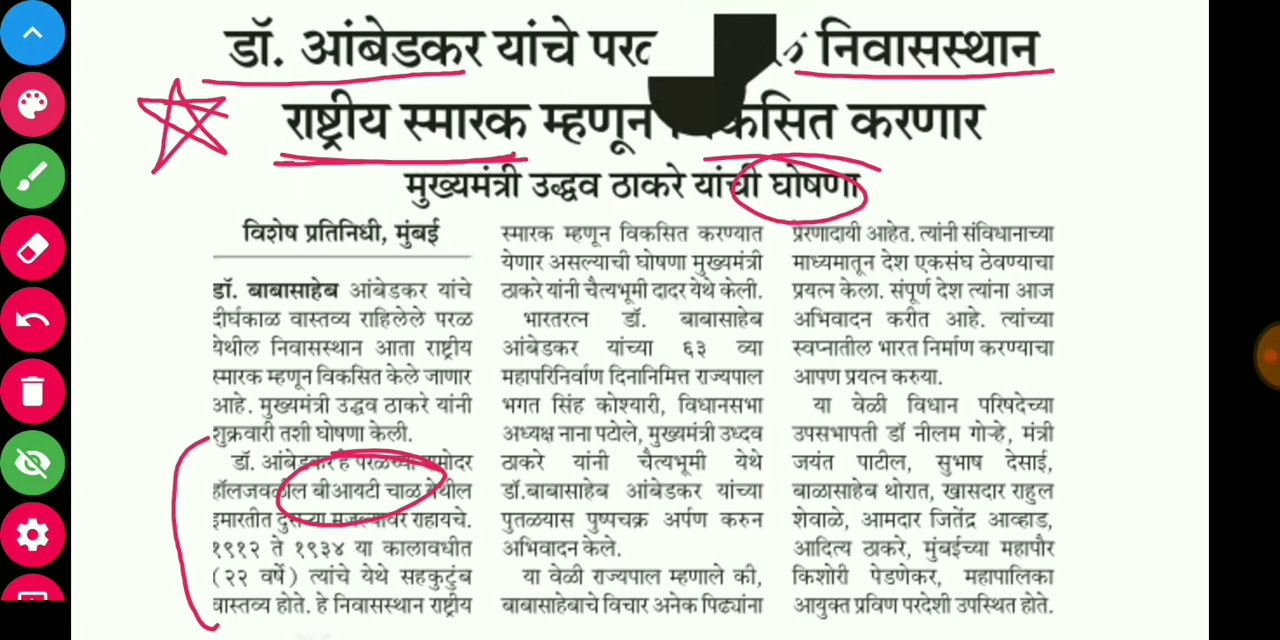 डॉ. आंबेडकर यांचे निवासस्थान
राष्ट्रीय स्मारक म्हणून करणार
मुख्यमंत्री उद्धव ठाकरे यांची घोषणा
विशेष प्रतिनिधी, मुंबई
डॉ. बाबासाहेब आंबेडकर यांचे
दीर्घकाळ वास्तव्य राहिलेले परळ
येथील निवासस्थान आता राष्ट्रीय
स्मारक म्हणून विकसित केले जाणार
आहे. मुख्यमंत्री उद्धव ठाकरे यांनी
शुक्रवारी तशी घोषणा केली.
डॉ. आंबेडकर हे परळच्या
हॉलजवळील बीआयटी चाळ येथील
इमारतीत दुसऱ्या मजल्यावर राहायचे.
१९१२ ते १९३४ या कालावधीत
(२२ वर्षे) त्यांचे येथे सहकुटुंब
वास्तव्य होते. हे निवासस्थान राष्ट्रीय
स्मारक म्हणून विकसित करण्यात
येणार असल्याची घोषणा मुख्यमंत्री
ठाकरे यांनी चैत्यभूमी दादर येथे केली.
भारतरत्न डॉ. बाबासाहेब
आंबेडकर यांच्या ६३ व्या
महापरिनिर्वाण दिनानिमित्त राज्यपाल
भगत सिंह कोश्यारी, विधानसभा
अध्यक्ष नाना पटोले, मुख्यमंत्री उध्दव
ठाकरे यांनी चैत्यभूमी येथे
डॉ.बाबासाहेब आंबेडकर यांच्या
पुतळयास पुष्पचक्र अर्पण करुन
अभिवादन केले.
या वेळी राज्यपाल म्हणाले की,
बाबासाहेबाचे विचार अनेक पिढ्यांना
प्रेरणादायी आहेत. त्यांनी संविधानाच्या
माध्यमातून देश एकसंघ ठेवण्याचा
प्रयत्न केला. संपूर्ण देश त्यांना आज
अभिवादन करीत आहे. त्यांच्या
स्वप्नातील भारत निर्माण करण्याचा
आपण प्रयत्न करुया.
या वेळी विधान परिषदेच्या
उपसभापती डॉ नीलम गोऱ्हे, मंत्री
जयंत पाटील, सुभाष देसाई,
बाळासाहेब थोरात, खासदार राहुल
शेवाळे, आमदार जितेंद्र आव्हाड,
आदित्य ठाकरे, मुंबईच्या महापौर
किशोरी पेडणेकर, महापालिका
आयुक्त प्रविण परदेशी उपस्थित होते.